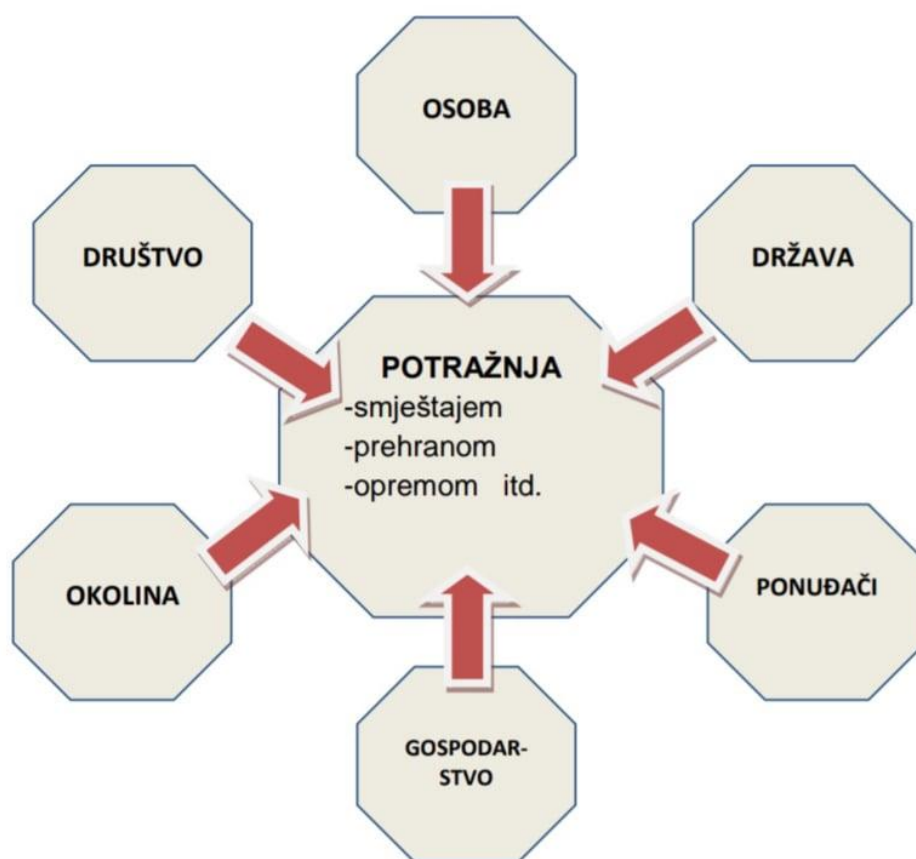 OSOBA
DRUŠTVO
DRŽAVA
POTRAŽNJA
-smještajem
-prehranom
-opremom itd.
OKOLINA
PONUĐAČI
GOSPODAR-
STVO